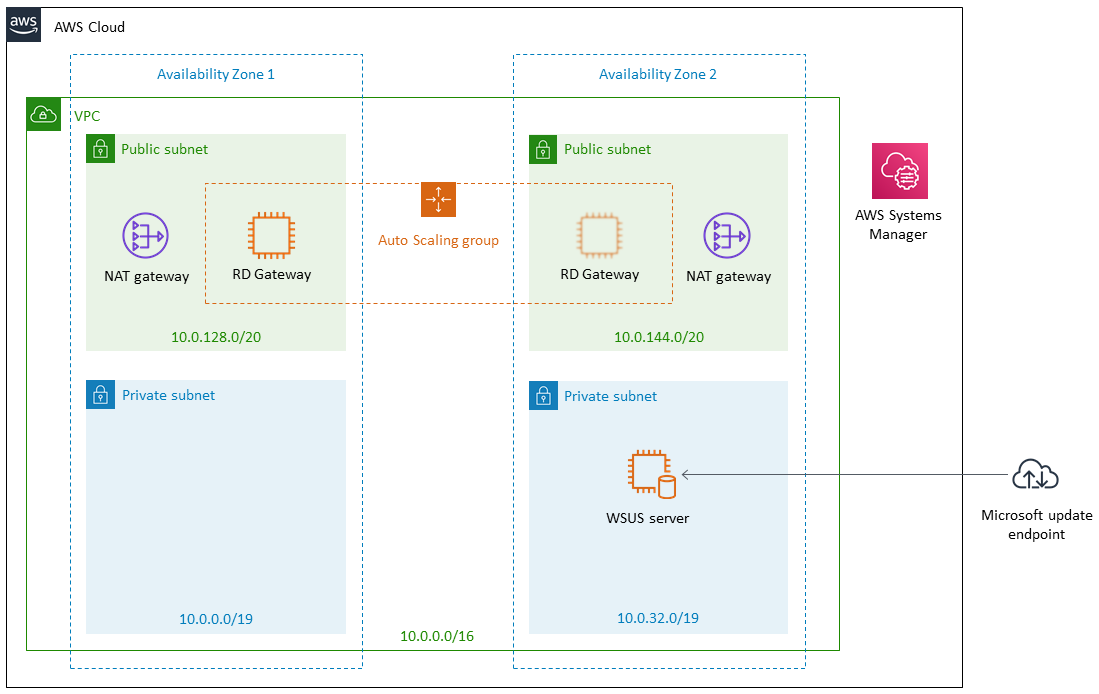 aws
AWS Cloud
Availability Zone 1
Availability Zone 2
VPC
Public subnet
Public subnet
NAT gateway
RD Gateway
Auto Scaling group
RD Gateway
NAT gateway
10.0.128.0/20
10.0.144.0/20
AWS Systems
Manager
Private subnet
Private subnet
WSUS server
Microsoft update
endpoint
10.0.0.0/19
10.0.32.0/19
10.0.0.0/16